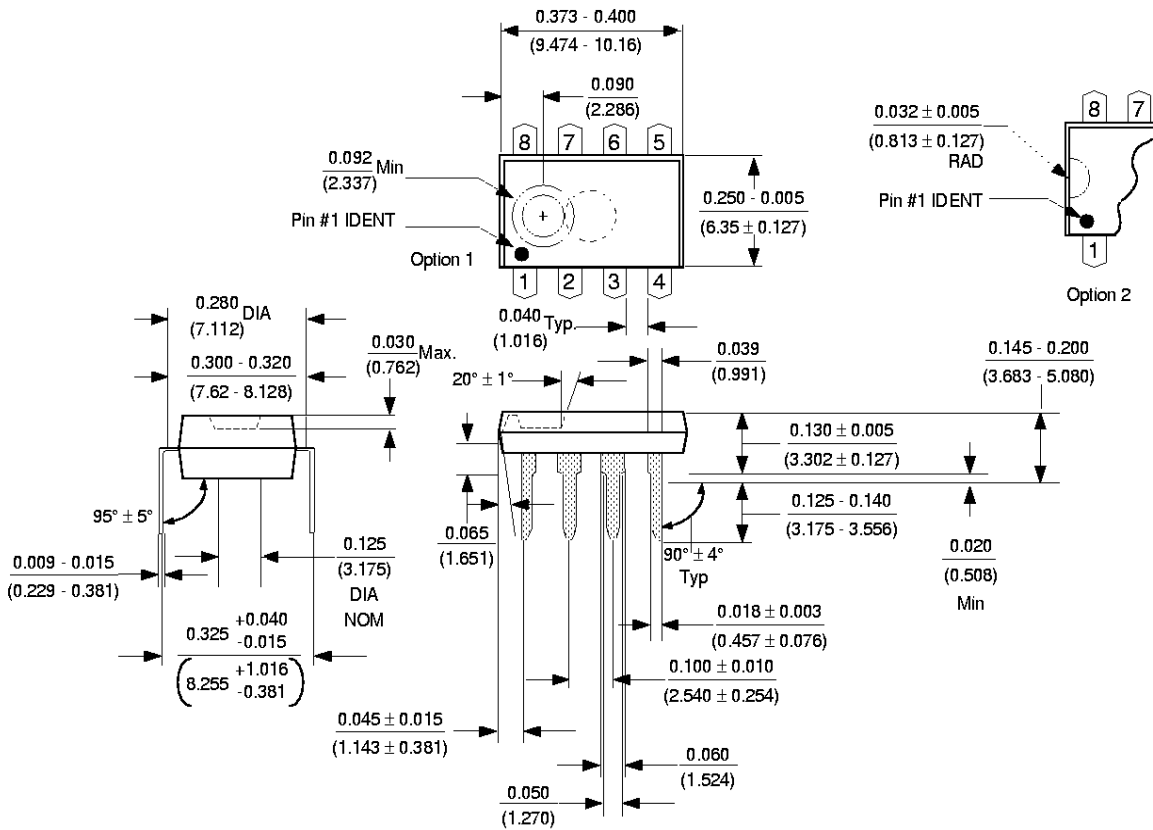 0.373 - 0.400
(9.474 - 10.16)
0.090
(2.286)
8 7 6 5
0.092 Min
(2.337)
Pin #1 IDENT
Option 1
0.250 - 0.005
(6.35 ± 0.127)
1 2 3 4
0.032 ± 0.005
(0.813 ± 0.127)
RAD
8 7
Pin #1 IDENT
1
Option 2
0.280 DIA
(7.112)
0.300 - 0.320
(7.62 - 8.128)
0.030 Max.
(0.762)
0.040 Typ.
(1.016)
0.039
(0.991)
20° ± 1°
0.145 - 0.200
(3.683 - 5.080)
0.130 ± 0.005
(3.302 ± 0.127)
0.125 - 0.140
(3.175 - 3.556)
0.020
(0.508)
Min
95° ± 5°
0.009 - 0.015
(0.229 - 0.381)
0.125
(3.175)
DIA
NOM
0.065
(1.651)
90° ± 4°
Typ
0.018 ± 0.003
(0.457 ± 0.076)
0.325 +0.040 -0.015
(8.255 +1.016 -0.381)
0.100 ± 0.010
(2.540 ± 0.254)
0.045 ± 0.015
(1.143 ± 0.381)
0.060
(1.524)
0.050
(1.270)